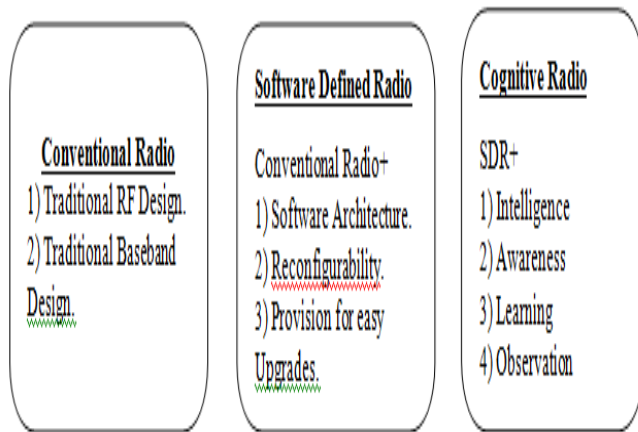 Conventional Radio
1) Traditional RF Design.
2) Traditional Baseband
Design.
Software Defined Radio
Conventional Radio+
1) Software Architecture.
2) Reconfigurability.
3) Provision for easy
Upgrades.
Cognitive Radio
SDR+
1) Intelligence
2) Awareness
3) Learning
4) Observation